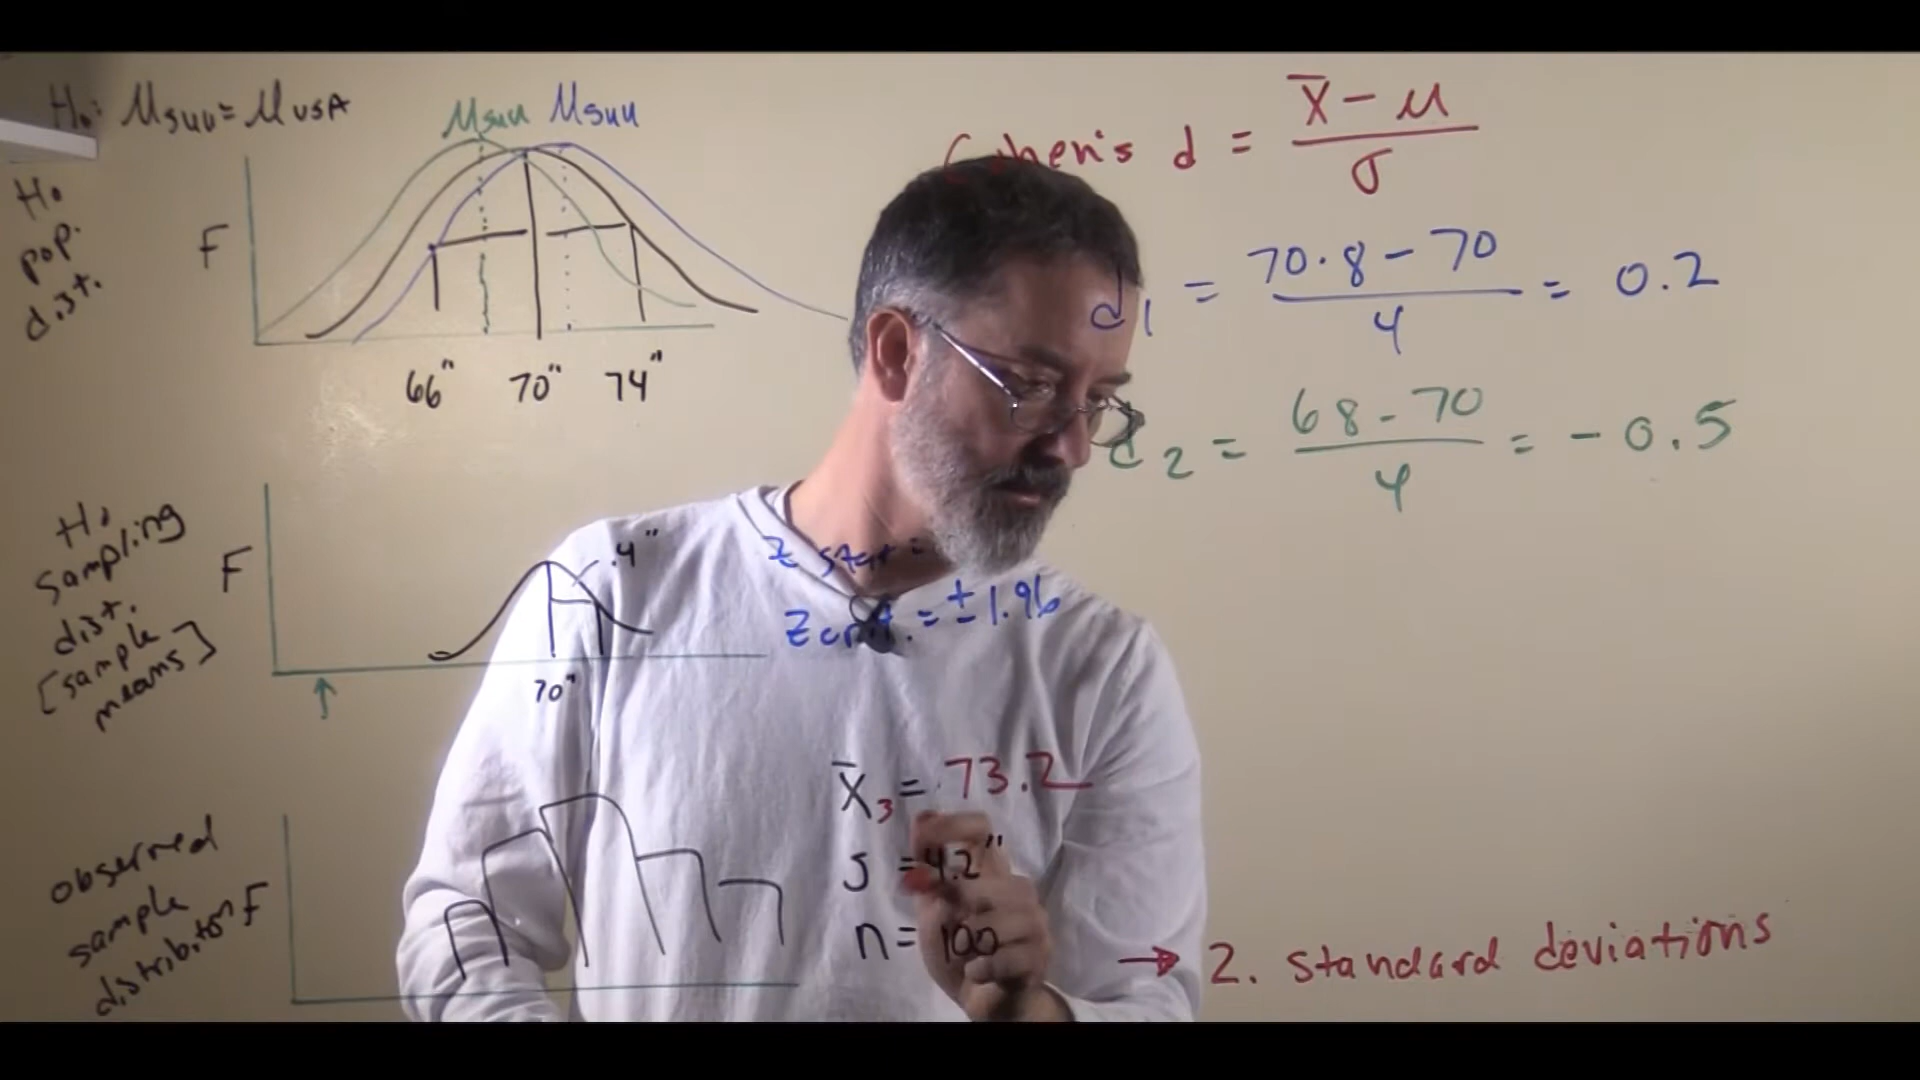 H₀: μSUU = μUSA
μSUU μSUU
H₀
pop.
dist.
F
66" 70" 74"
Cohen's d = x̄ - μ / σ
d₁ = 70.8 - 70 / 4 = 0.2
d₂ = 68 - 70 / 4 = - 0.5
H₀
sampling
dist.
[sample
means]
F
.4"
70"
Z stat =
Z crit. = ± 1.96
observed
sample
distribiton
F
x̄₃ = 73.2
s = 4.2"
n = 100
→ 2. standard deviations